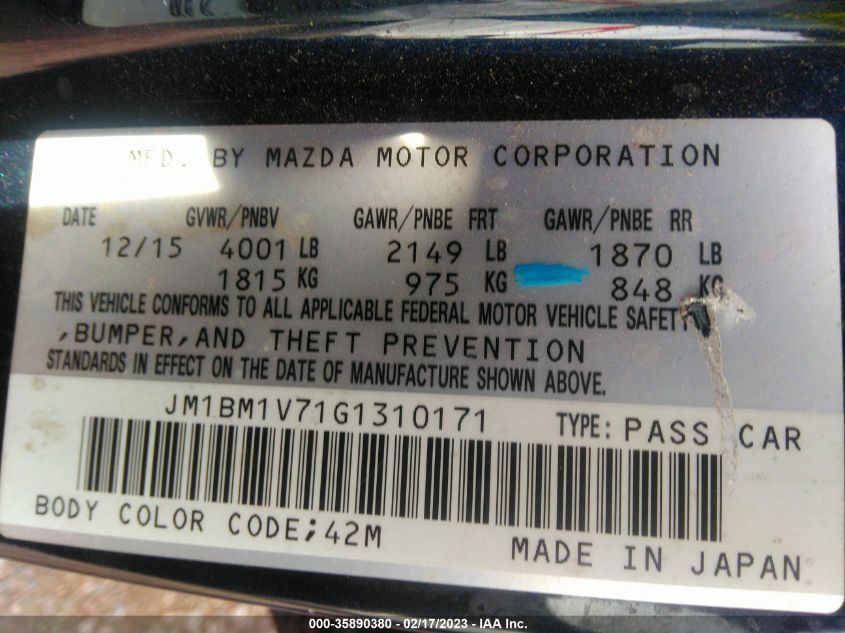 MFD. BY MAZDA MOTOR CORPORATION
DATE GVWR/PNBV GAWR/PNBE FRT GAWR/PNBE RR
12/15 4001 LB 2149 LB 1870 LB
1815 KG 975 KG 848 KG
THIS VEHICLE CONFORMS TO ALL APPLICABLE FEDERAL MOTOR VEHICLE SAFETY
,BUMPER,AND THEFT PREVENTION
STANDARDS IN EFFECT ON THE DATE OF MANUFACTURE SHOWN ABOVE.
JM1BM1V71G1310171 TYPE: PASS CAR
BODY COLOR CODE;42M
MADE IN JAPAN
000-35890380 - 02/17/2023 - IAA Inc.